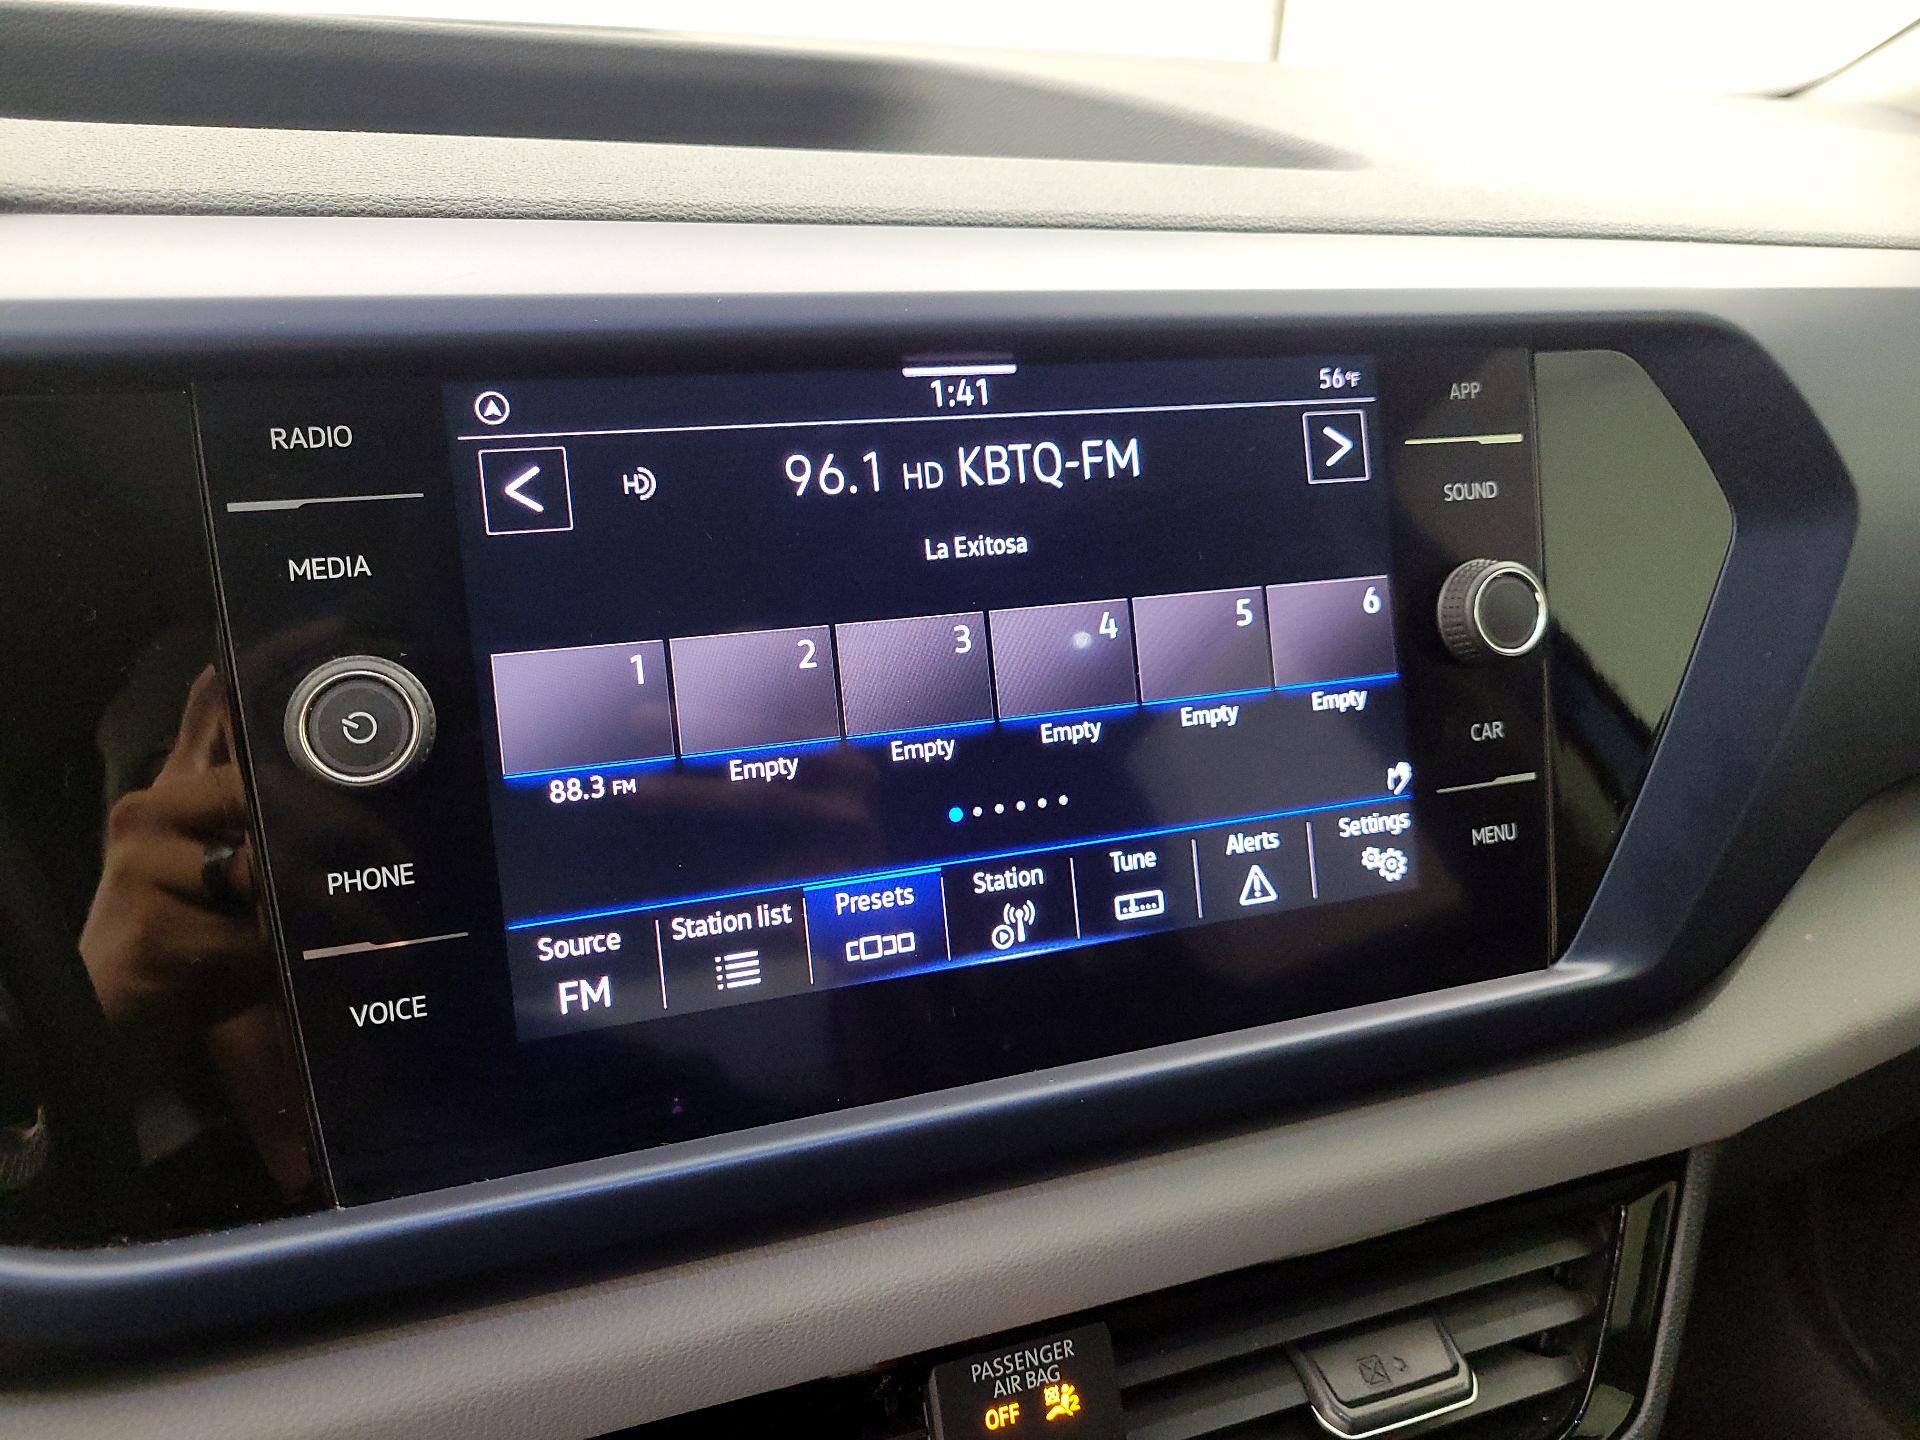 1:41
56°F
RADIO
MEDIA
PHONE
VOICE
<
HD
96.1 HD KBTQ-FM
>
La Exitosa
1
2
3
4
5
6
88.3 FM
Empty
Empty
Empty
Empty
Empty
Source
FM
Station list
Presets
Station
Tune
Alerts
Settings
APP
SOUND
CAR
MENU
PASSENGER
AIR BAG
OFF
2